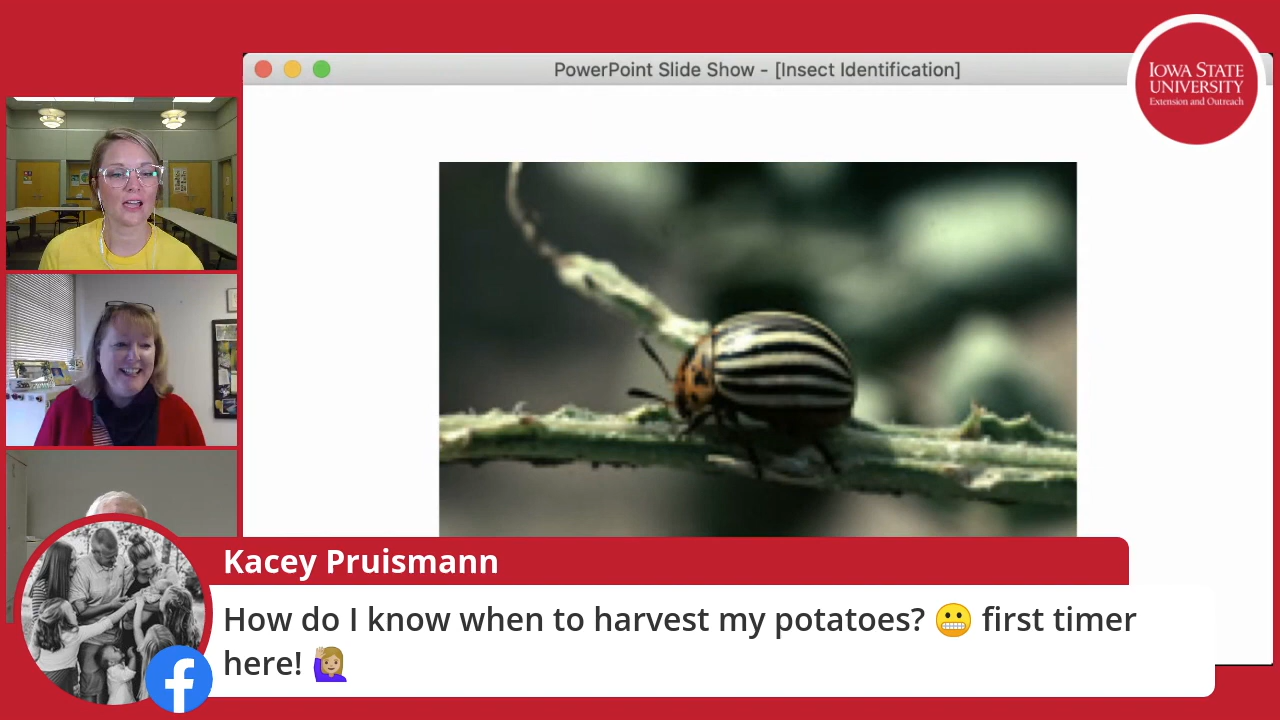 PowerPoint Slide Show - [Insect Identification]
IOWA STATE
UNIVERSITY
Extension and Outreach
Kacey Pruismann
How do I know when to harvest my potatoes? 😬 first timer
here! 🙋🏼‍♀️